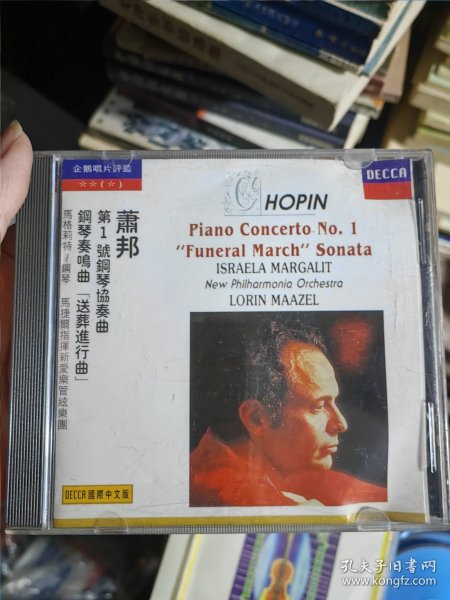 企鵝唱片評監
☆☆(☆)
蕭邦
第1號鋼琴協奏曲
鋼琴奏鳴曲「送葬進行曲」
馬格莉特/鋼琴 馬捷爾指揮新愛樂管絃樂團
DECCA國際中文版
CHOPIN
DECCA
Piano Concerto No. 1
“Funeral March” Sonata
ISRAELA MARGALIT
New Philharmonia Orchestra
LORIN MAAZEL
孔夫子旧书网
www.kongfz.com